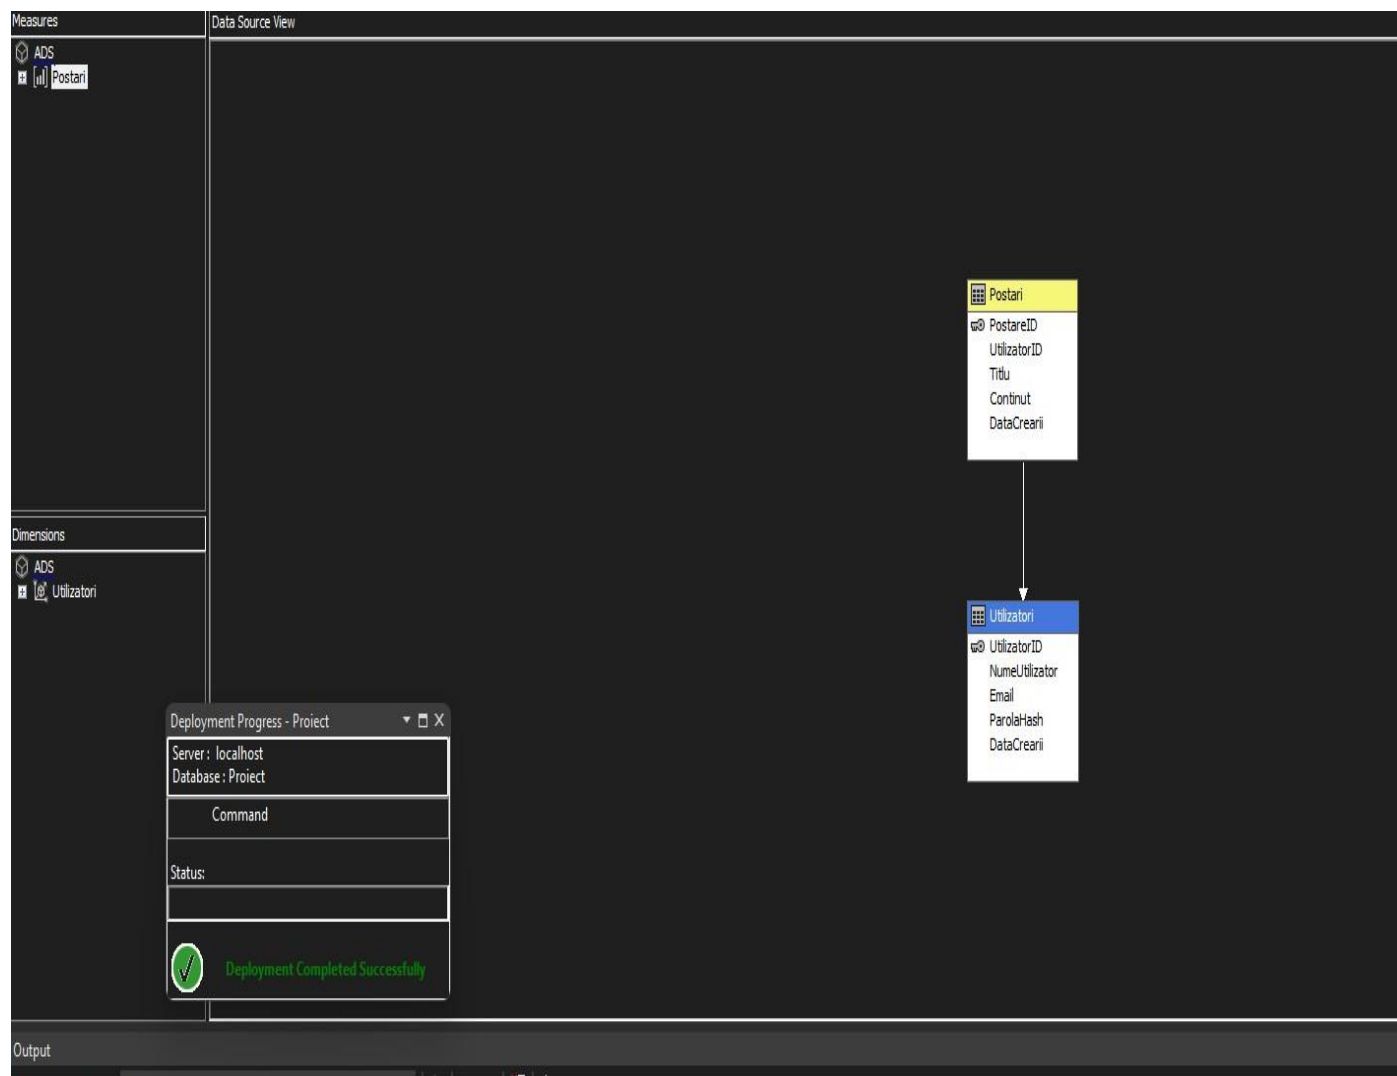 Measures
ADS
Postari
Data Source View
Postari
PostareID
UtilizatorID
Titlu
Continut
DataCrearii
Utilizatori
UtilizatorID
NumeUtilizator
Email
ParolaHash
DataCrearii
Dimensions
ADS
Utilizatori
Deployment Progress - Proiect
Server : localhost
Database : Proiect
Command
Status:
Deployment Completed Successfully
Output